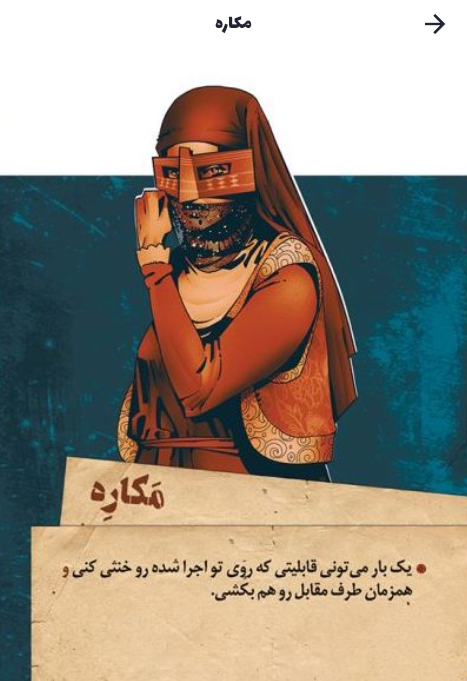 مکاره
مَکارِه
یک بار می‌تونی قابلیتی که روی تو اجرا شده رو خنثی کنی و
همزمان طرف مقابل رو هم بکشی.